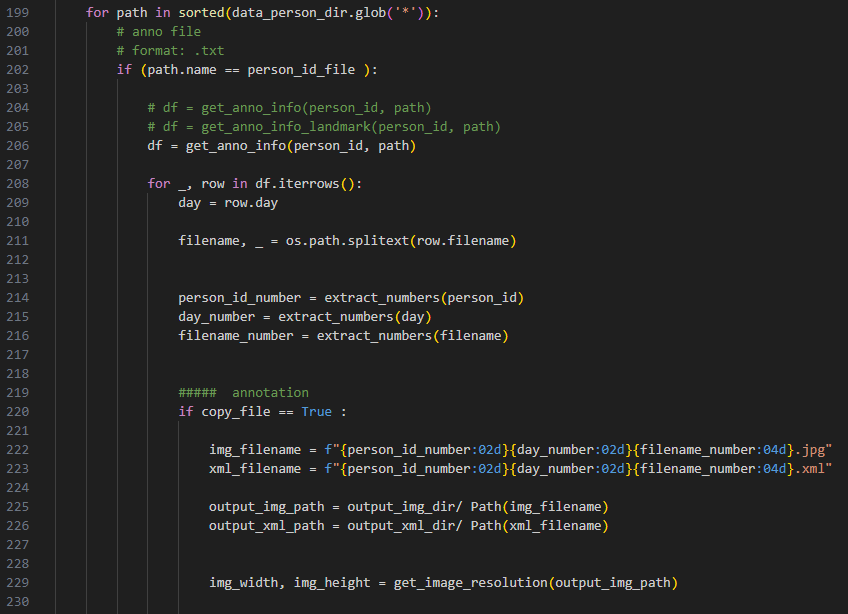 199 for path in sorted(data_person_dir.glob('*')):
200 # anno file
201 # format: .txt
202 if (path.name == person_id_file ):
203
204 # df = get_anno_info(person_id, path)
205 # df = get_anno_info_landmark(person_id, path)
206 df = get_anno_info(person_id, path)
207
208 for _, row in df.iterrows():
209 day = row.day
210
211 filename, _ = os.path.splitext(row.filename)
212
213
214 person_id_number = extract_numbers(person_id)
215 day_number = extract_numbers(day)
216 filename_number = extract_numbers(filename)
217
218
219 #####  annotation
220 if copy_file == True :
221
222 img_filename = f"{person_id_number:02d}{day_number:02d}{filename_number:04d}.jpg"
223 xml_filename = f"{person_id_number:02d}{day_number:02d}{filename_number:04d}.xml"
224
225 output_img_path = output_img_dir/ Path(img_filename)
226 output_xml_path = output_xml_dir/ Path(xml_filename)
227
228
229 img_width, img_height = get_image_resolution(output_img_path)
230